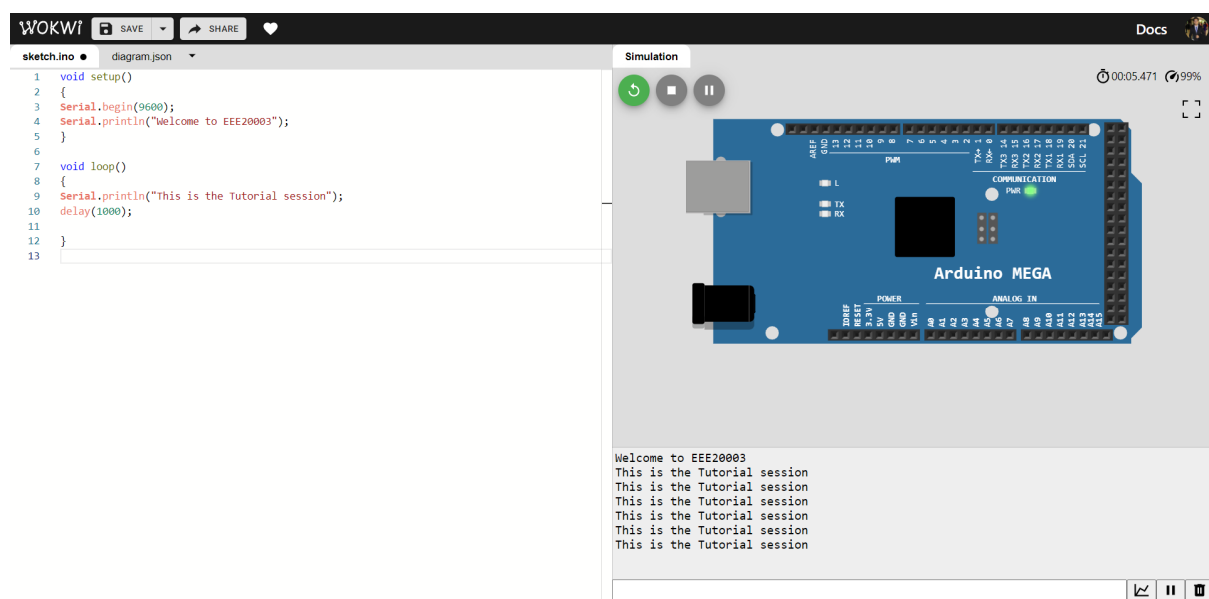 WOKWi SAVE SHARE Docs
sketch.ino ● diagram.json
Simulation
1 void setup()
2 {
3 Serial.begin(9600);
4 Serial.println("Welcome to EEE20003");
5 }
6
7 void loop()
8 {
9 Serial.println("This is the Tutorial session");
10 delay(1000);
11
12 }
13
00:05.471 99%
AREF GND 13 12 11 10 9 8 7 6 5 4 3 2 TX→ 1 RX← 0 TX3 14 RX3 15 TX2 16 RX2 17 TX1 18 RX1 19 SDA 20 SCL 21
PWM
COMMUNICATION
L
PWR
TX
RX
Arduino MEGA
POWER ANALOG IN
IOREF RESET 3.3V 5V GND GND Vin A0 A1 A2 A3 A4 A5 A6 A7 A8 A9 A10 A11 A12 A13 A14 A15
Welcome to EEE20003
This is the Tutorial session
This is the Tutorial session
This is the Tutorial session
This is the Tutorial session
This is the Tutorial session
This is the Tutorial session